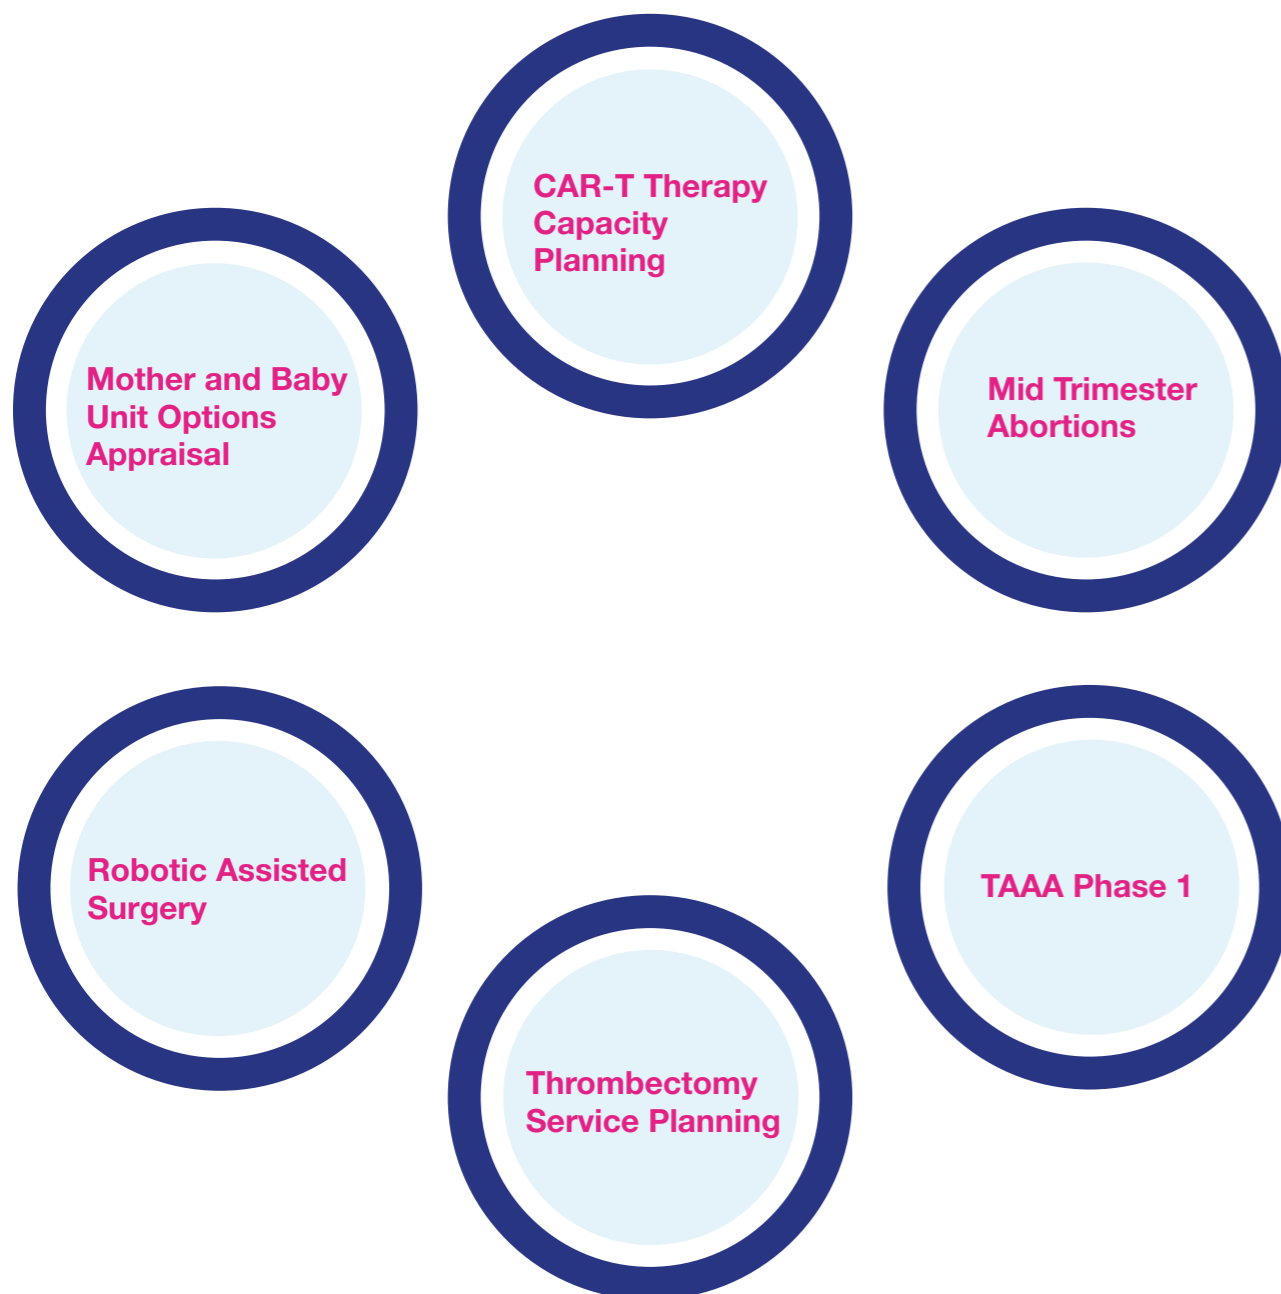 CAR-T Therapy
Capacity
Planning
Mother and Baby
Unit Options
Appraisal
Mid Trimester
Abortions
Robotic Assisted
Surgery
TAAA Phase 1
Thrombectomy
Service Planning